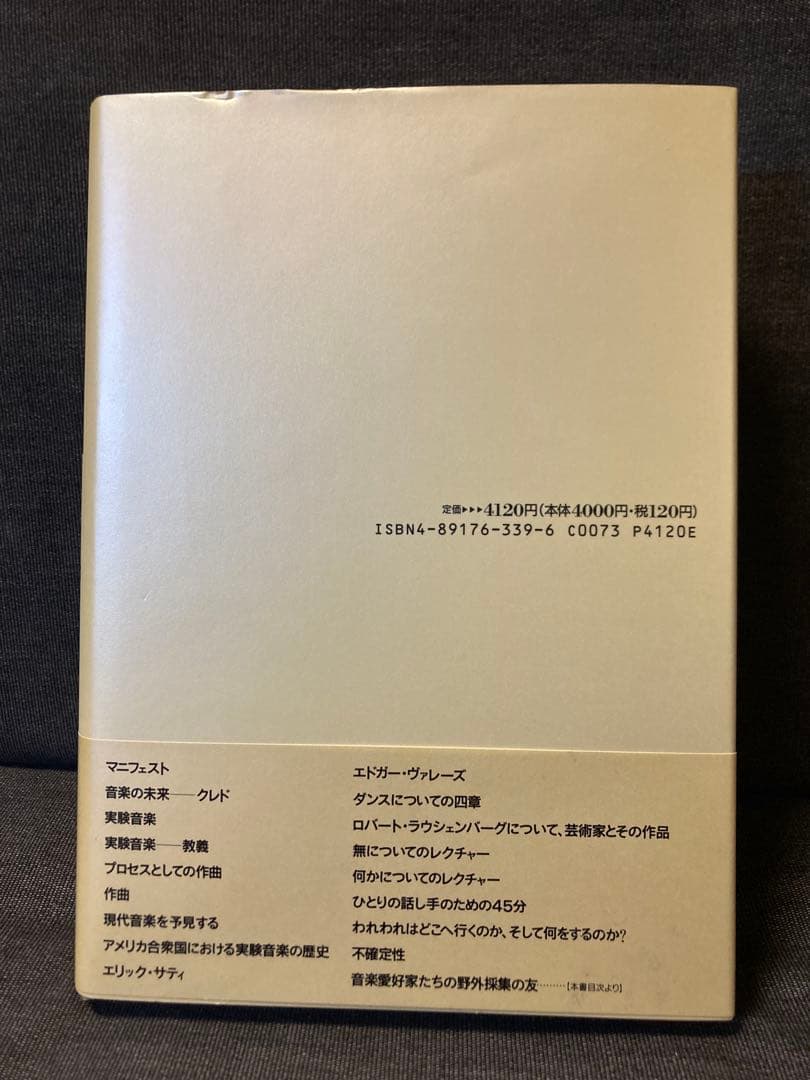 定価▶▶▶4120円(本体4000円・税120円)
ISBN4-89176-339-6 C0073 P4120E
マニフェスト
音楽の未来——クレド
実験音楽
実験音楽——教義
プロセスとしての作曲
作曲
現代音楽を予見する
アメリカ合衆国における実験音楽の歴史
エリック・サティ
エドガー・ヴァレーズ
ダンスについての四章
ロバート・ラウシェンバーグについて、芸術家とその作品
無についてのレクチャー
何かについてのレクチャー
ひとりの話し手のための45分
われわれはどこへ行くのか、そして何をするのか?
不確定性
音楽愛好家たちの野外採集の友………【本書目次より】